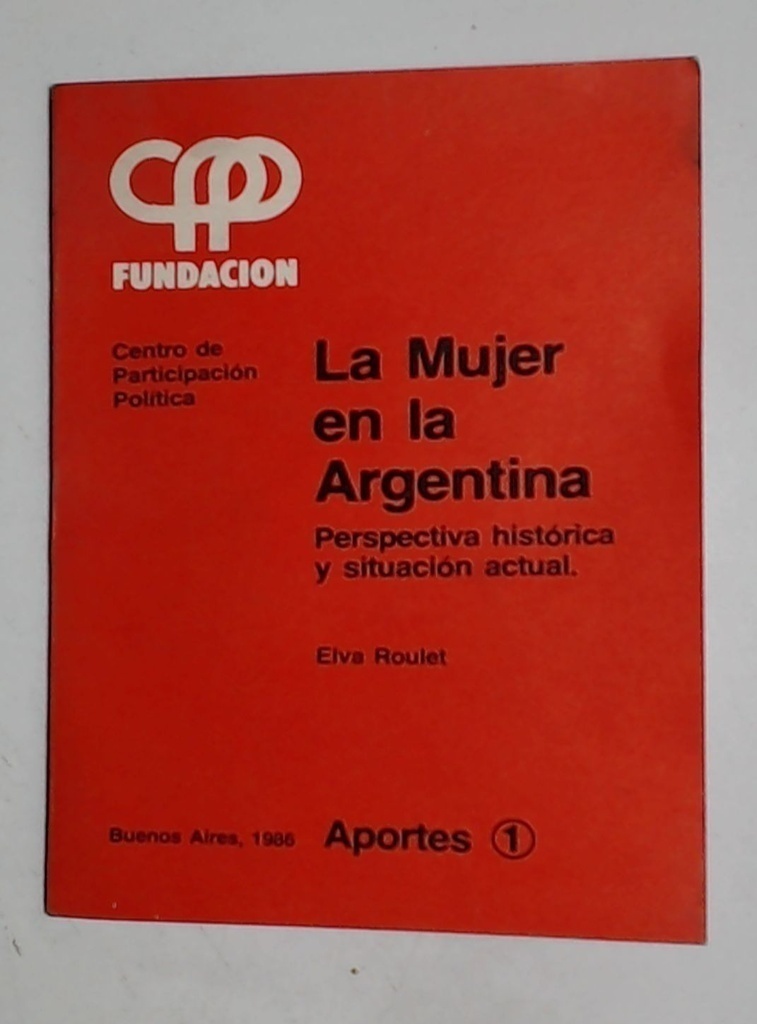 CPP
FUNDACION
Centro de
Participación
Política
La Mujer
en la
Argentina
Perspectiva histórica
y situación actual.
Elva Roulet
Buenos Aires, 1986
Aportes 1